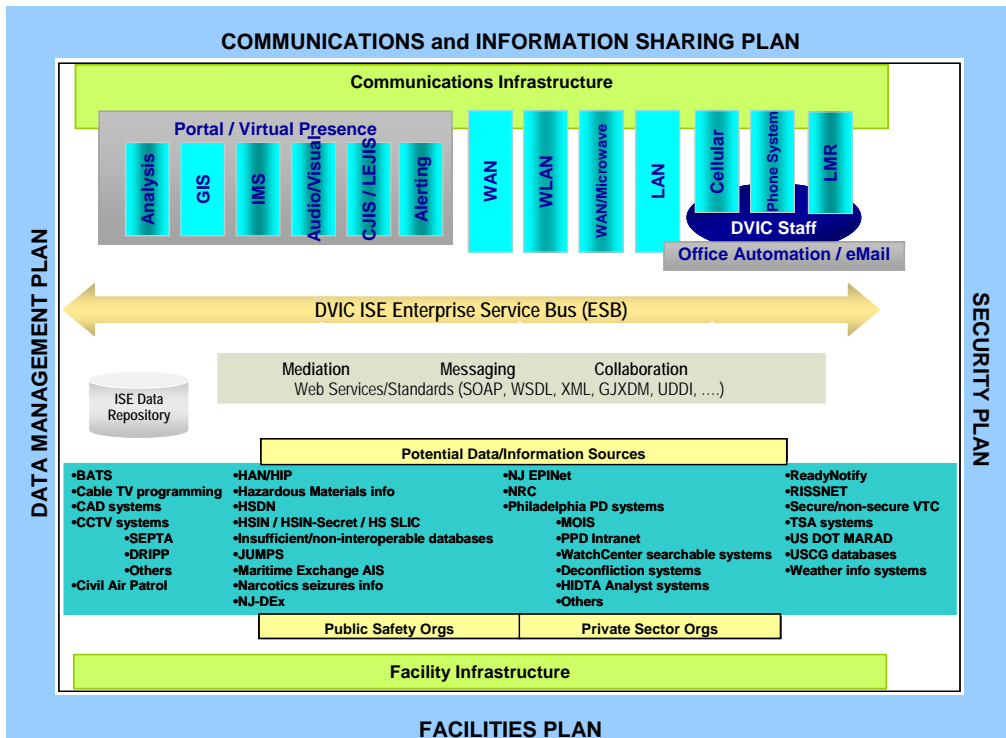 COMMUNICATIONS and INFORMATION SHARING PLAN
Communications Infrastructure
Portal / Virtual Presence
Analysis
GIS
IMS
Audio/Visual
CJIS / LEJIS
Alerting
WAN
WLAN
WAN/Microwave
LAN
Cellular
Phone System
LMR
DVIC Staff
Office Automation / eMail
DATA MANAGEMENT PLAN
SECURITY PLAN
DVIC ISE Enterprise Service Bus (ESB)
Mediation Messaging Collaboration
Web Services/Standards (SOAP, WSDL, XML, GJXDM, UDDI, ….)
ISE Data
Repository
Potential Data/Information Sources
•BATS
•Cable TV programming
•CAD systems
•CCTV systems
•SEPTA
•DRIPP
•Others
•Civil Air Patrol
•HAN/HIP
•Hazardous Materials info
•HSDN
•HSIN / HSIN-Secret / HS SLIC
•Insufficient/non-interoperable databases
•JUMPS
•Maritime Exchange AIS
•Narcotics seizures info
•NJ-DEx
•NJ EPINet
•NRC
•Philadelphia PD systems
•MOIS
•PPD Intranet
•WatchCenter searchable systems
•Deconfliction systems
•HIDTA Analyst systems
•Others
•ReadyNotify
•RISSNET
•Secure/non-secure VTC
•TSA systems
•US DOT MARAD
•USCG databases
•Weather info systems
Public Safety Orgs
Private Sector Orgs
Facility Infrastructure
FACILITIES PLAN